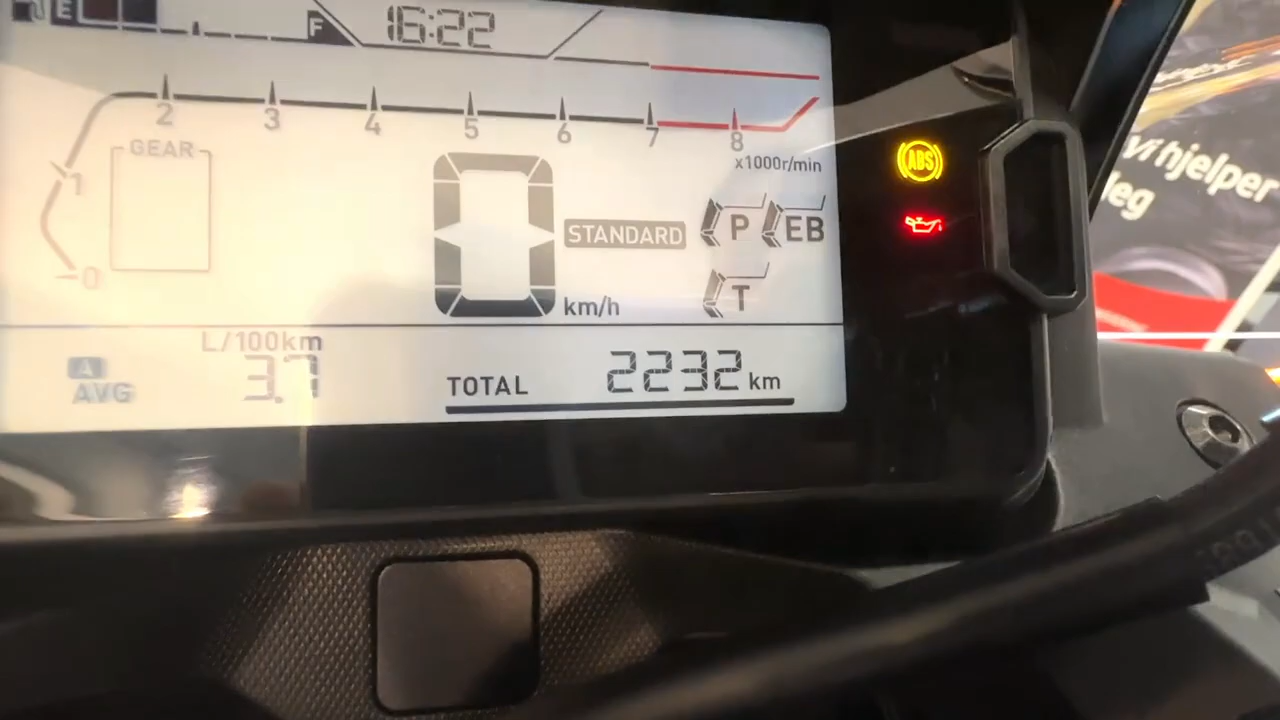 E
F
16:22
2 3 4 5 6 7 8
x1000r/min
GEAR
1
0
0
km/h
STANDARD
P EB
T
ABS
L/100km
A
AVG
3.7
TOTAL 2232 km
vi hjelper
deg